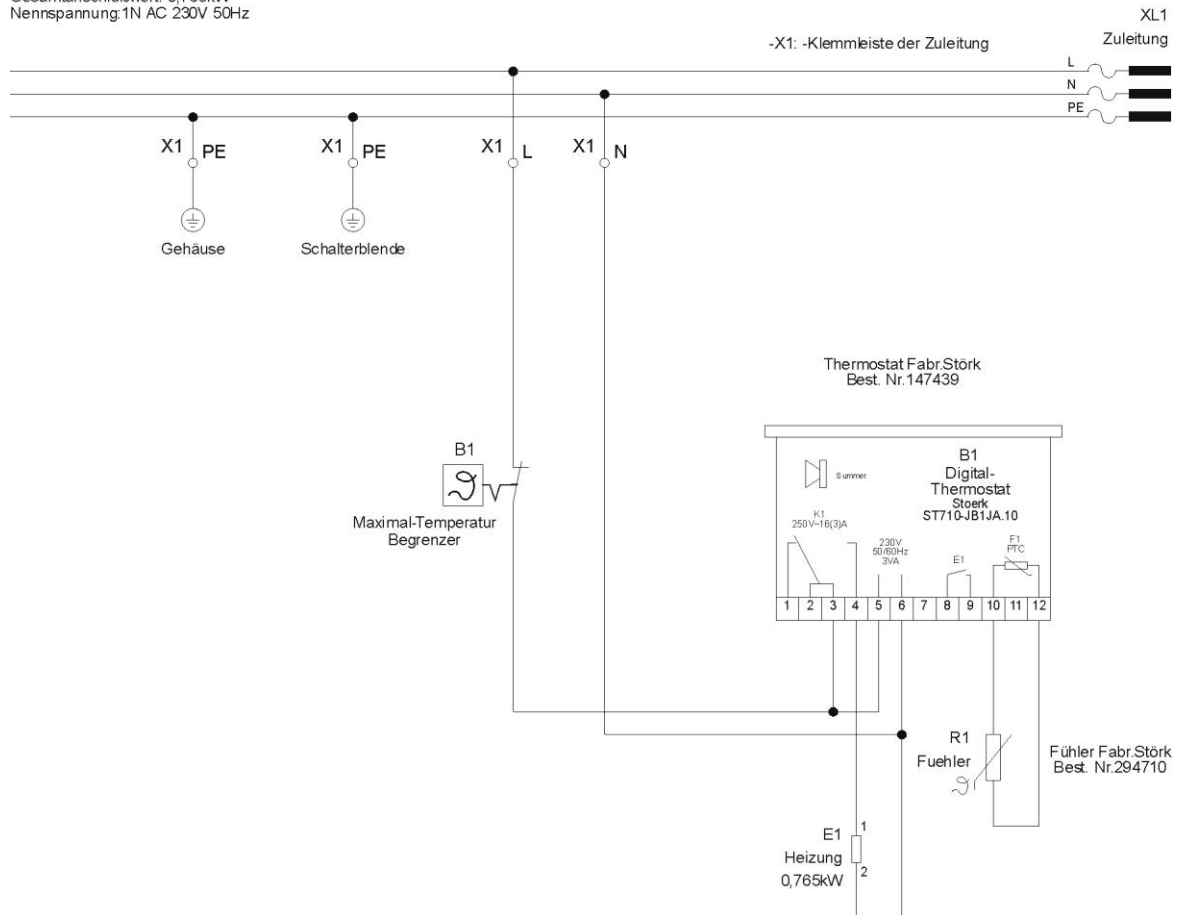 Nennspannung:1N AC 230V 50Hz
XL1
Zuleitung
-X1: -Klemmleiste der Zuleitung
L
N
PE
X1 PE
X1 PE
X1 L
X1 N
Gehäuse
Schalterblende
Thermostat Fabr.Störk
Best. Nr.147439
B1
Maximal-Temperatur
Begrenzer
Summer
B1
Digital-
Thermostat
Stoerk
ST710-JB1JA.10
K1
250V~16(3)A
230V
50/60Hz
3VA
E1
F1
PTC
1 2 3 4 5 6 7 8 9 10 11 12
R1
Fuehler
Fühler Fabr.Störk
Best. Nr.294710
E1
Heizung
0,765kW
1
2